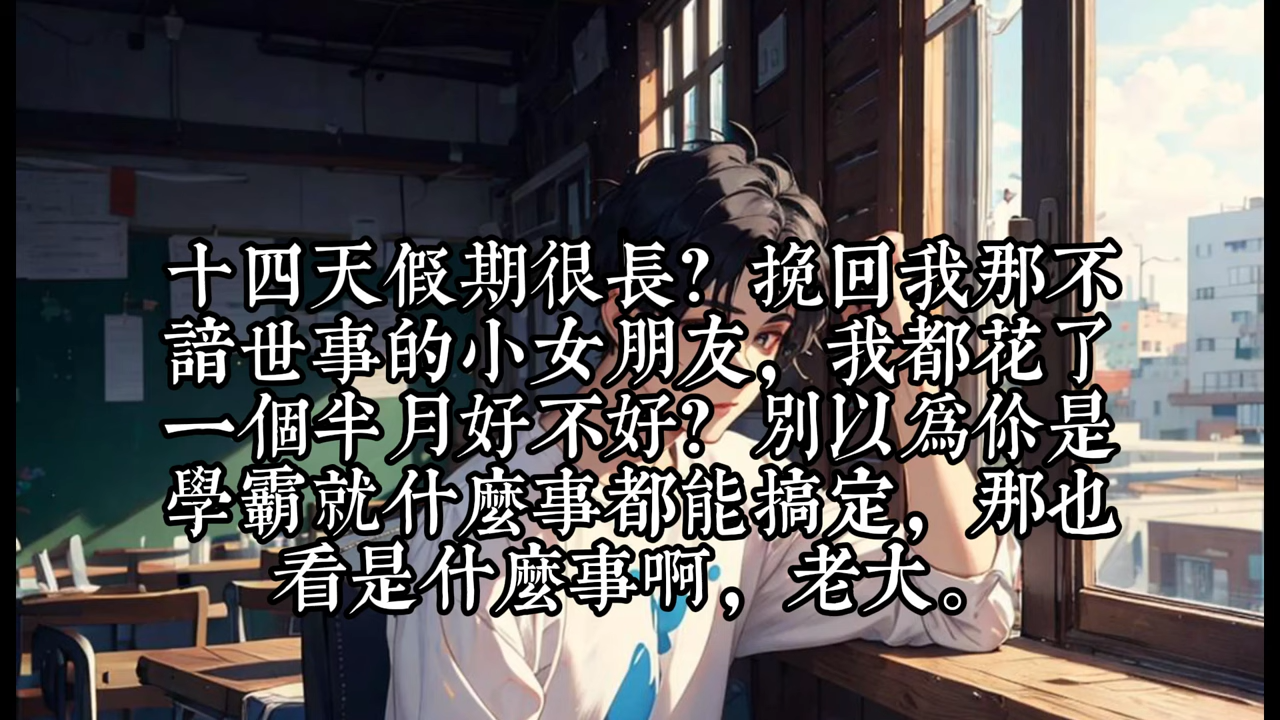 十四天假期很長？挽回我那不
諳世事的小女朋友，我都花了
一個半月好不好？別以爲你是
學霸就什麼事都能搞定，那也
看是什麼事啊，老大。